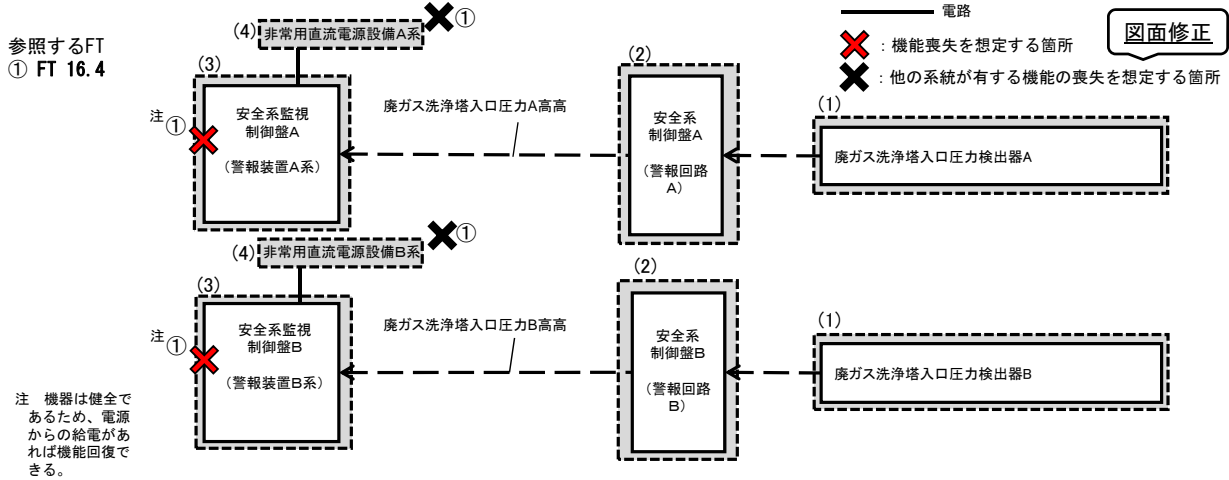 参照するFT
① FT 16.4
電路
：機能喪失を想定する箇所
：他の系統が有する機能の喪失を想定する箇所
図面修正
(4) 非常用直流電源設備A系
①
(3)
注①
安全系監視
制御盤A
(警報装置A系)
廃ガス洗浄塔入口圧力A高高
(2)
安全系
制御盤A
(警報回路
A)
(1)
廃ガス洗浄塔入口圧力検出器A
(4) 非常用直流電源設備B系
①
(3)
注①
安全系監視
制御盤B
(警報装置B系)
廃ガス洗浄塔入口圧力B高高
(2)
安全系
制御盤B
(警報回路
B)
(1)
廃ガス洗浄塔入口圧力検出器B
注　機器は健全で
あるため、電源
からの給電があ
れば機能回復で
きる。